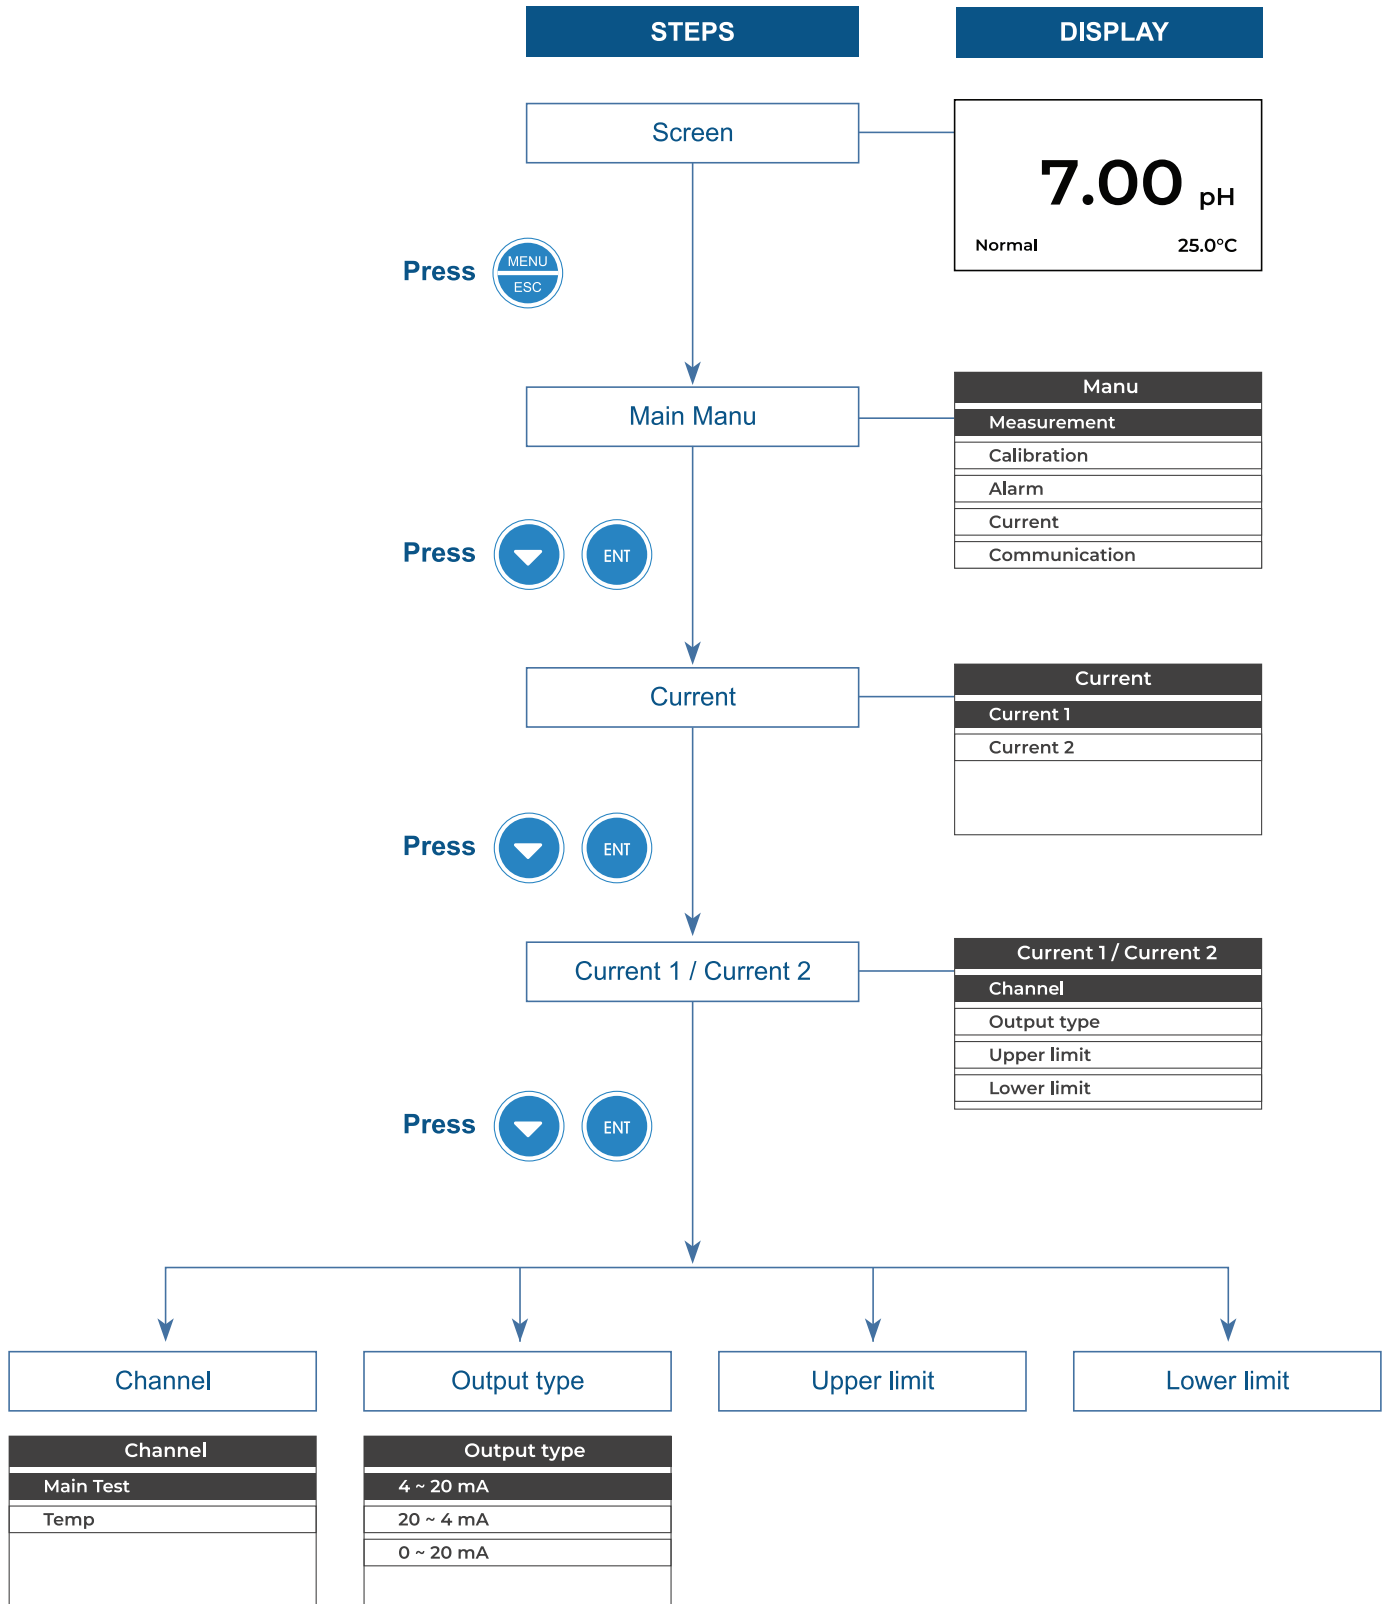 STEPS
DISPLAY
Screen
7.00 pH
Normal 25.0°C
Press
MENU
ESC
Main Manu
Manu
Measurement
Calibration
Alarm
Current
Communication
Press
ENT
Current
Current
Current 1
Current 2
Press
ENT
Current 1 / Current 2
Current 1 / Current 2
Channel
Output type
Upper limit
Lower limit
Press
ENT
Channel
Output type
Upper limit
Lower limit
Channel
Main Test
Temp
Output type
4 ~ 20 mA
20 ~ 4 mA
0 ~ 20 mA